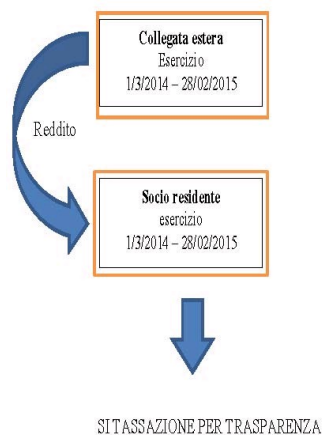 Collegata estera
Esercizio
1/3/2014 – 28/02/2015
Reddito
Socio residente
esercizio
1/3/2014 – 28/02/2015
SI TASSAZIONE PER TRASPARENZA